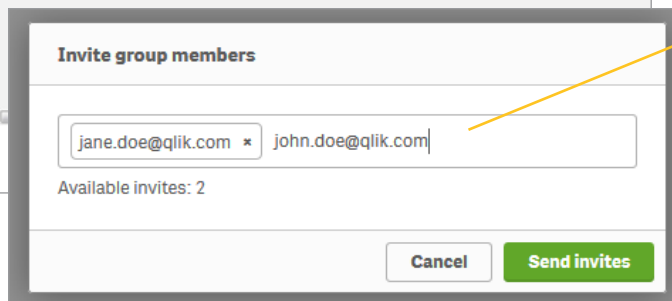 Invite group members
jane.doe@qlik.com × john.doe@qlik.com
Available invites: 2
Cancel Send invites